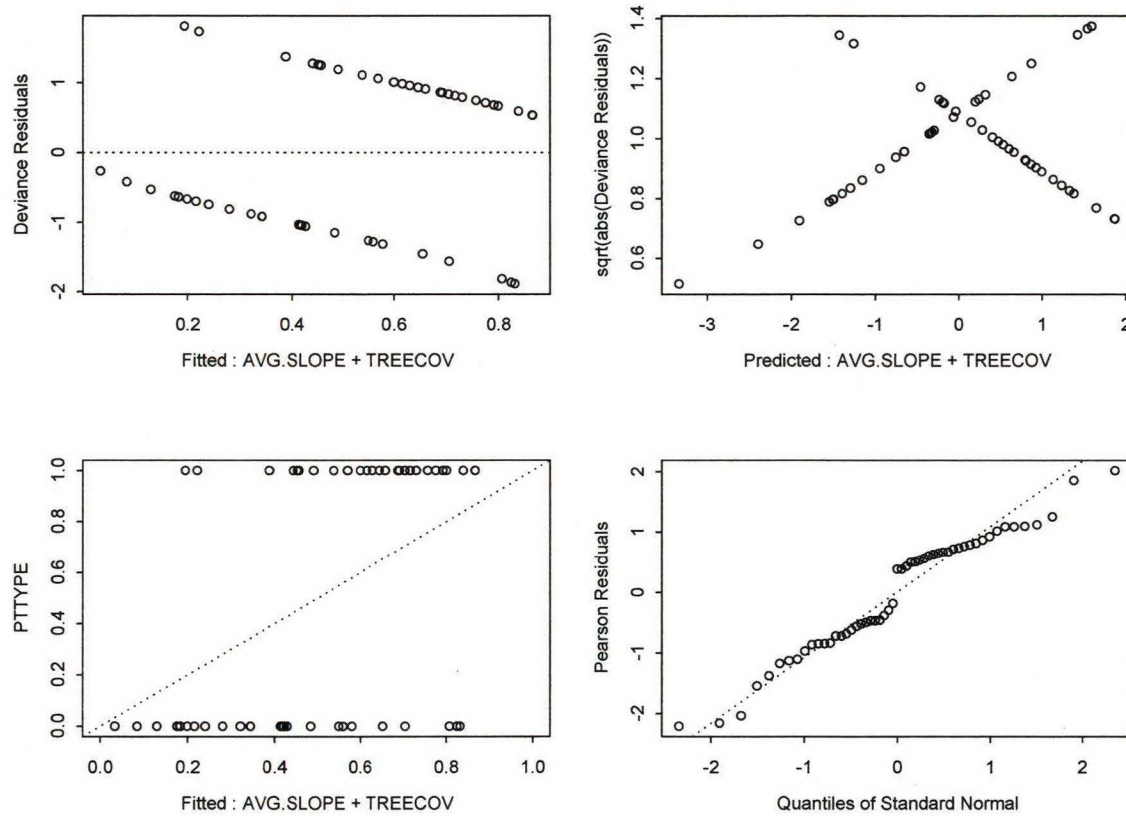 Deviance Residuals
1
0
-1
-2
0.2 0.4 0.6 0.8
Fitted : AVG.SLOPE + TREECOV
sqrt(abs(Deviance Residuals))
1.4
1.2
1.0
0.8
0.6
-3 -2 -1 0 1 2
Predicted : AVG.SLOPE + TREECOV
PTTYPE
1.0
0.8
0.6
0.4
0.2
0.0
0.0 0.2 0.4 0.6 0.8 1.0
Fitted : AVG.SLOPE + TREECOV
Pearson Residuals
2
1
0
-1
-2
-2 -1 0 1 2
Quantiles of Standard Normal